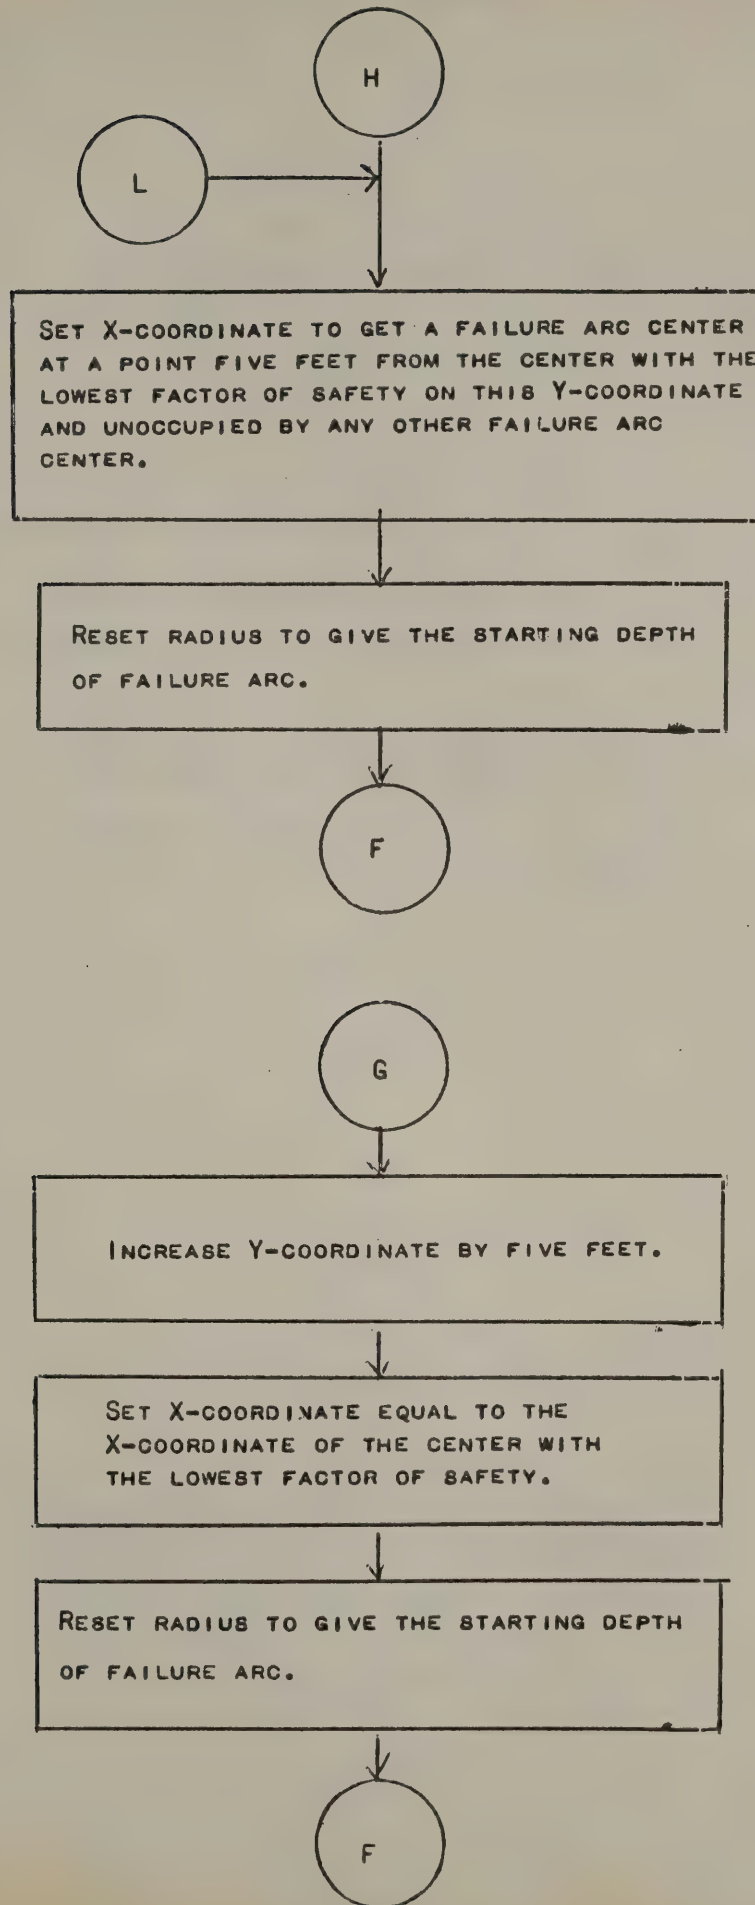 H
L
SET X-COORDINATE TO GET A FAILURE ARC CENTER
AT A POINT FIVE FEET FROM THE CENTER WITH THE
LOWEST FACTOR OF SAFETY ON THIS Y-COORDINATE
AND UNOCCUPIED BY ANY OTHER FAILURE ARC
CENTER.
RESET RADIUS TO GIVE THE STARTING DEPTH
OF FAILURE ARC.
F
G
INCREASE Y-COORDINATE BY FIVE FEET.
SET X-COORDINATE EQUAL TO THE
X-COORDINATE OF THE CENTER WITH
THE LOWEST FACTOR OF SAFETY.
RESET RADIUS TO GIVE THE STARTING DEPTH
OF FAILURE ARC.
F